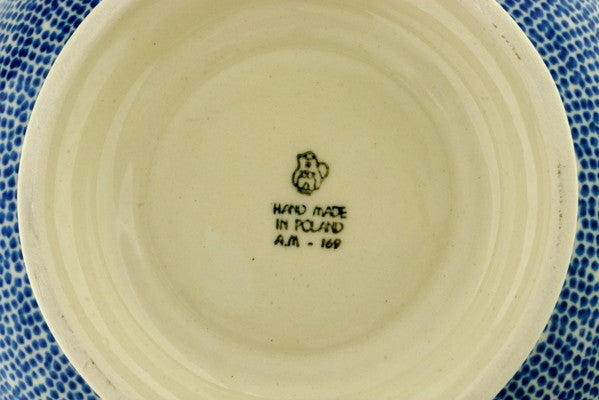 HAND MADE
IN POLAND
A.M - 169